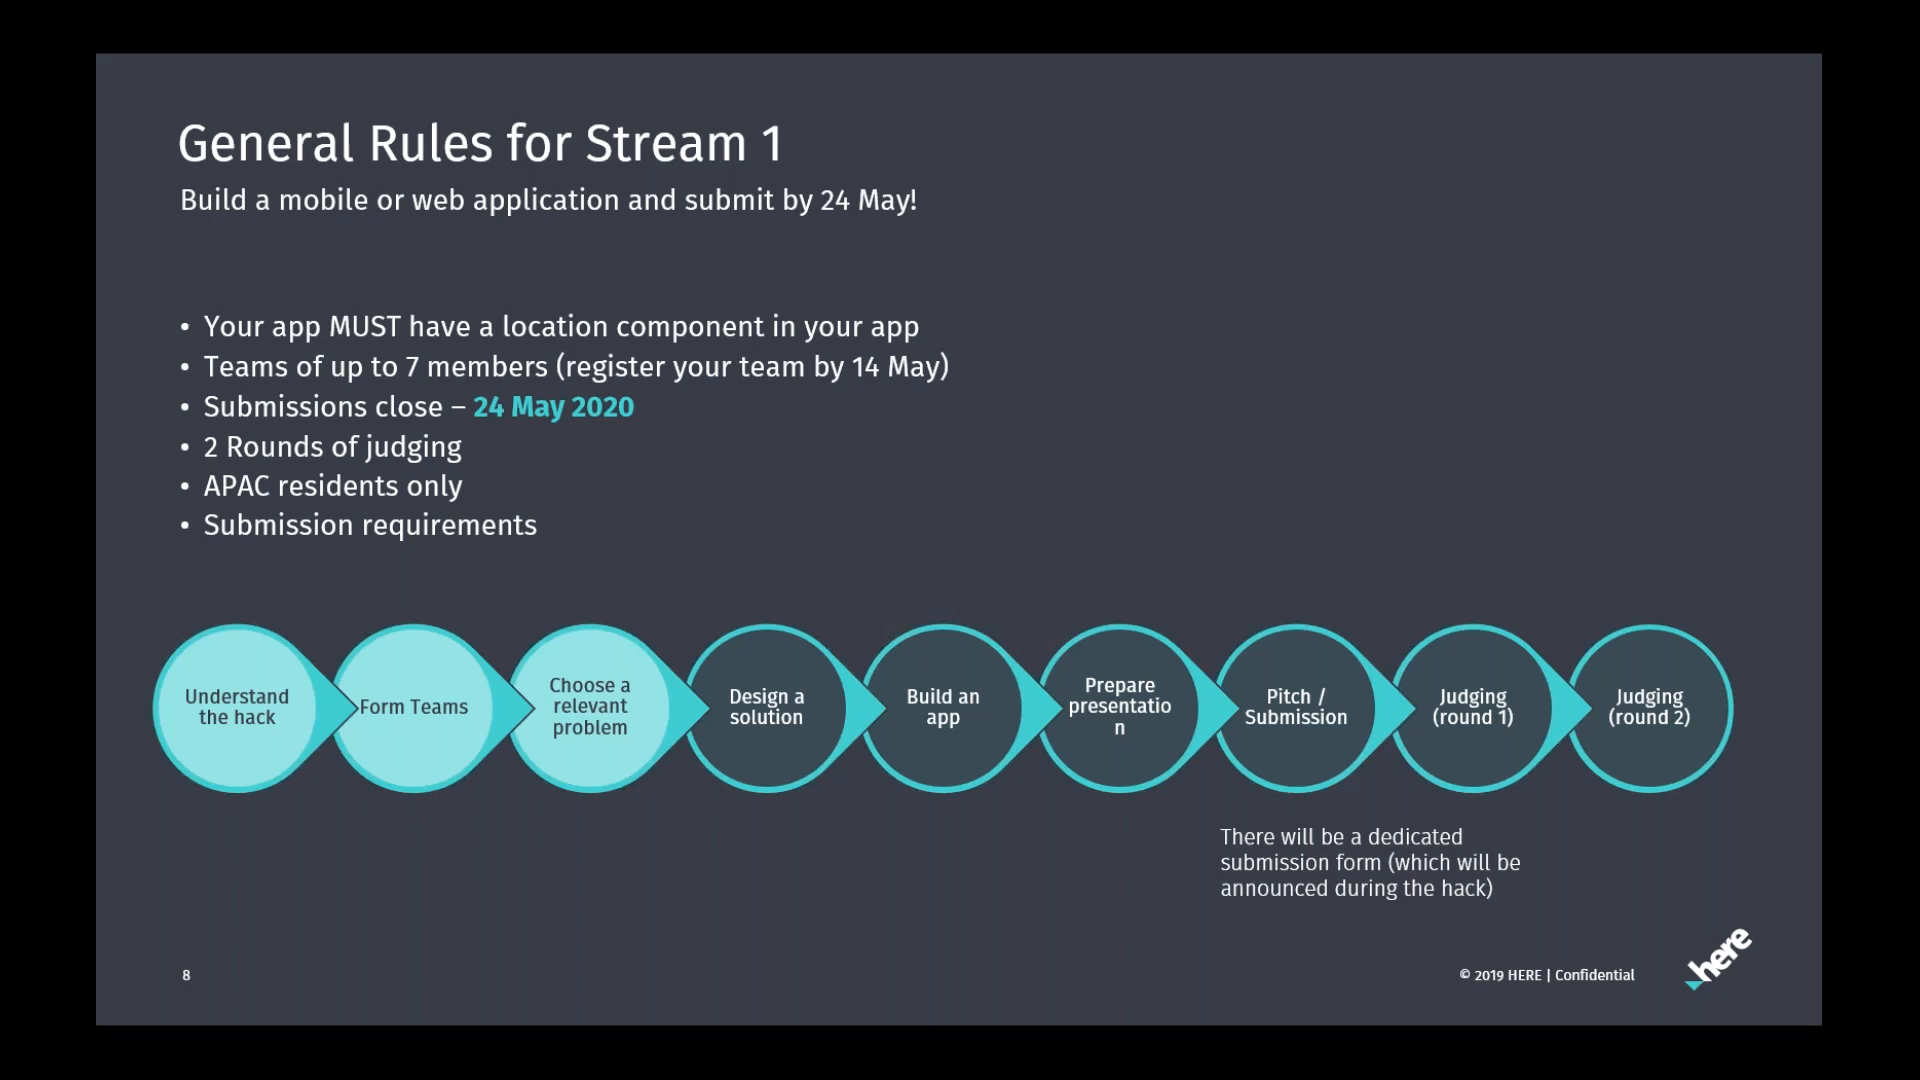 General Rules for Stream 1
Build a mobile or web application and submit by 24 May!
• Your app MUST have a location component in your app
• Teams of up to 7 members (register your team by 14 May)
• Submissions close – 24 May 2020
• 2 Rounds of judging
• APAC residents only
• Submission requirements
Understand
the hack
Form Teams
Choose a
relevant
problem
Design a
solution
Build an
app
Prepare
presentatio
n
Pitch /
Submission
Judging
(round 1)
Judging
(round 2)
There will be a dedicated
submission form (which will be
announced during the hack)
8
© 2019 HERE | Confidential
here